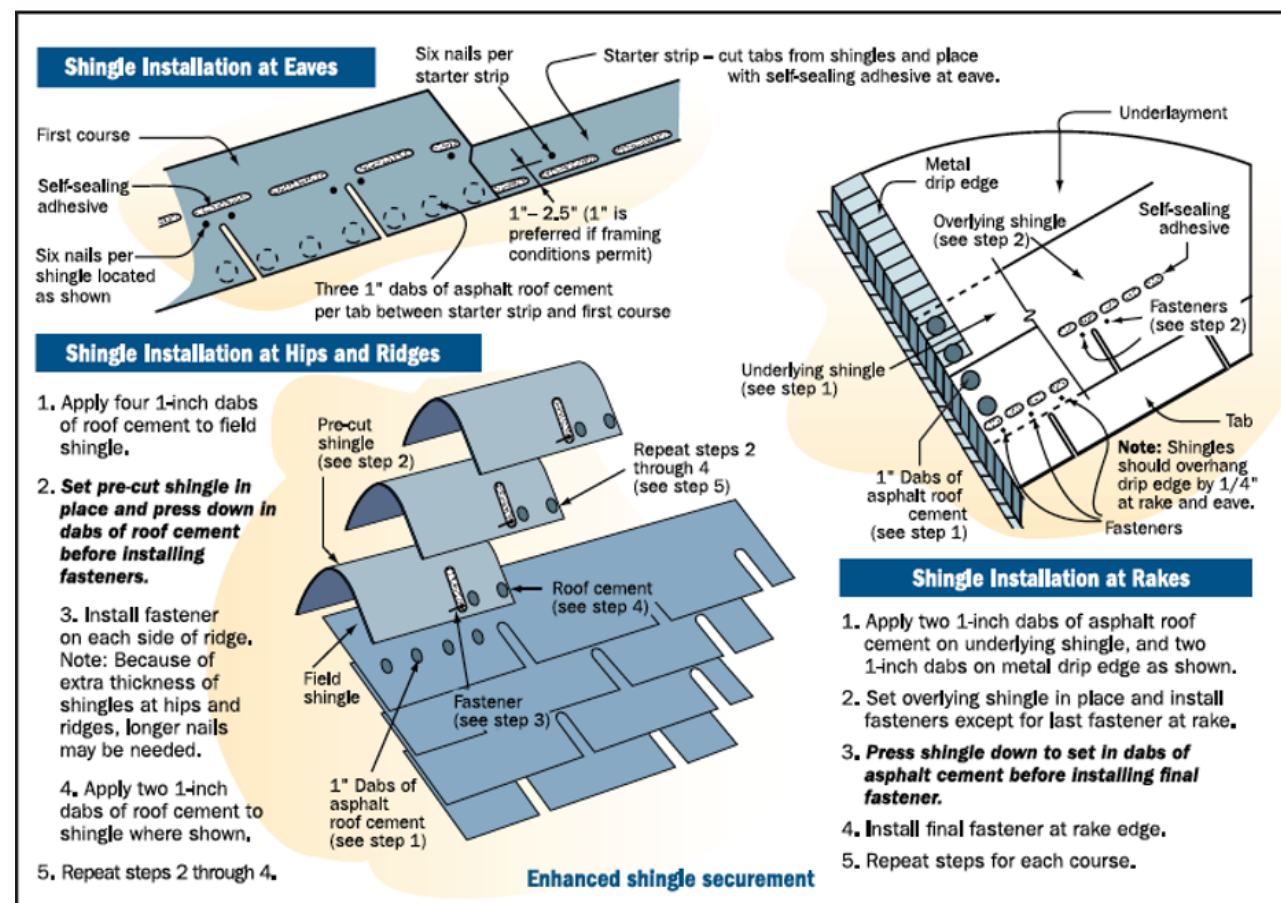 Shingle Installation at Eaves
Six nails per
starter strip
Starter strip – cut tabs from shingles and place
with self-sealing adhesive at eave.
First course
Self-sealing
adhesive
Six nails per
shingle located
as shown
1"– 2.5" (1" is
preferred if framing
conditions permit)
Three 1" dabs of asphalt roof cement
per tab between starter strip and first course
Shingle Installation at Hips and Ridges
1. Apply four 1-inch dabs
of roof cement to field
shingle.
2. Set pre-cut shingle in
place and press down in
dabs of roof cement
before installing
fasteners.
3. Install fastener
on each side of ridge.
Note: Because of
extra thickness of
shingles at hips and
ridges, longer nails
may be needed.
4. Apply two 1-inch
dabs of roof cement to
shingle where shown.
5. Repeat steps 2 through 4.
Pre-cut
shingle
(see step 2)
Repeat steps 2
through 4
(see step 5)
Roof cement
(see step 4)
Field
shingle
Fastener
(see step 3)
1" Dabs of
asphalt
roof cement
(see step 1)
Enhanced shingle securement
Underlayment
Metal
drip edge
Overlying shingle
(see step 2)
Self-sealing
adhesive
Fasteners
(see step 2)
Underlying shingle
(see step 1)
Tab
1" Dabs of
asphalt roof
cement
(see step 1)
Note: Shingles
should overhang
drip edge by 1/4"
at rake and eave.
Fasteners
Shingle Installation at Rakes
1. Apply two 1-inch dabs of asphalt roof
cement on underlying shingle, and two
1-inch dabs on metal drip edge as shown.
2. Set overlying shingle in place and install
fasteners except for last fastener at rake.
3. Press shingle down to set in dabs of
asphalt cement before installing final
fastener.
4. Install final fastener at rake edge.
5. Repeat steps for each course.